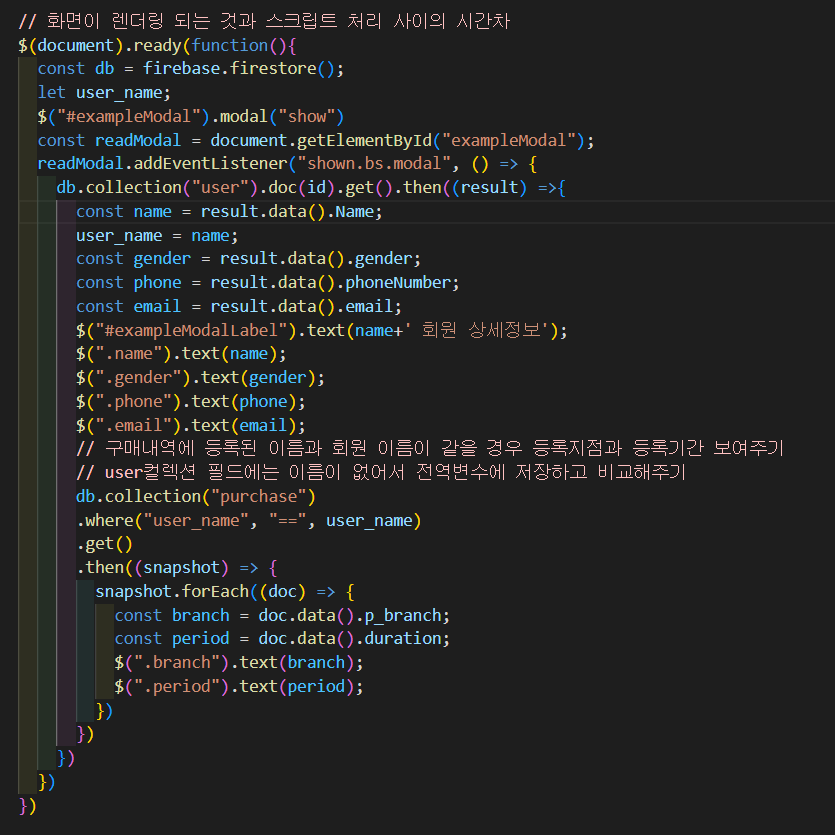 // 화면이 렌더링 되는 것과 스크립트 처리 사이의 시간차
$(document).ready(function(){
const db = firebase.firestore();
let user_name;
$("#exampleModal").modal("show")
const readModal = document.getElementById("exampleModal");
readModal.addEventListener("shown.bs.modal", () => {
db.collection("user").doc(id).get().then((result) =>{
const name = result.data().Name;
user_name = name;
const gender = result.data().gender;
const phone = result.data().phoneNumber;
const email = result.data().email;
$("#exampleModalLabel").text(name+' 회원 상세정보');
$(".name").text(name);
$(".gender").text(gender);
$(".phone").text(phone);
$(".email").text(email);
// 구매내역에 등록된 이름과 회원 이름이 같을 경우 등록지점과 등록기간 보여주기
// user컬렉션 필드에는 이름이 없어서 전역변수에 저장하고 비교해주기
db.collection("purchase")
.where("user_name", "==", user_name)
.get()
.then((snapshot) => {
snapshot.forEach((doc) => {
const branch = doc.data().p_branch;
const period = doc.data().duration;
$(".branch").text(branch);
$(".period").text(period);
})
})
})
})
})